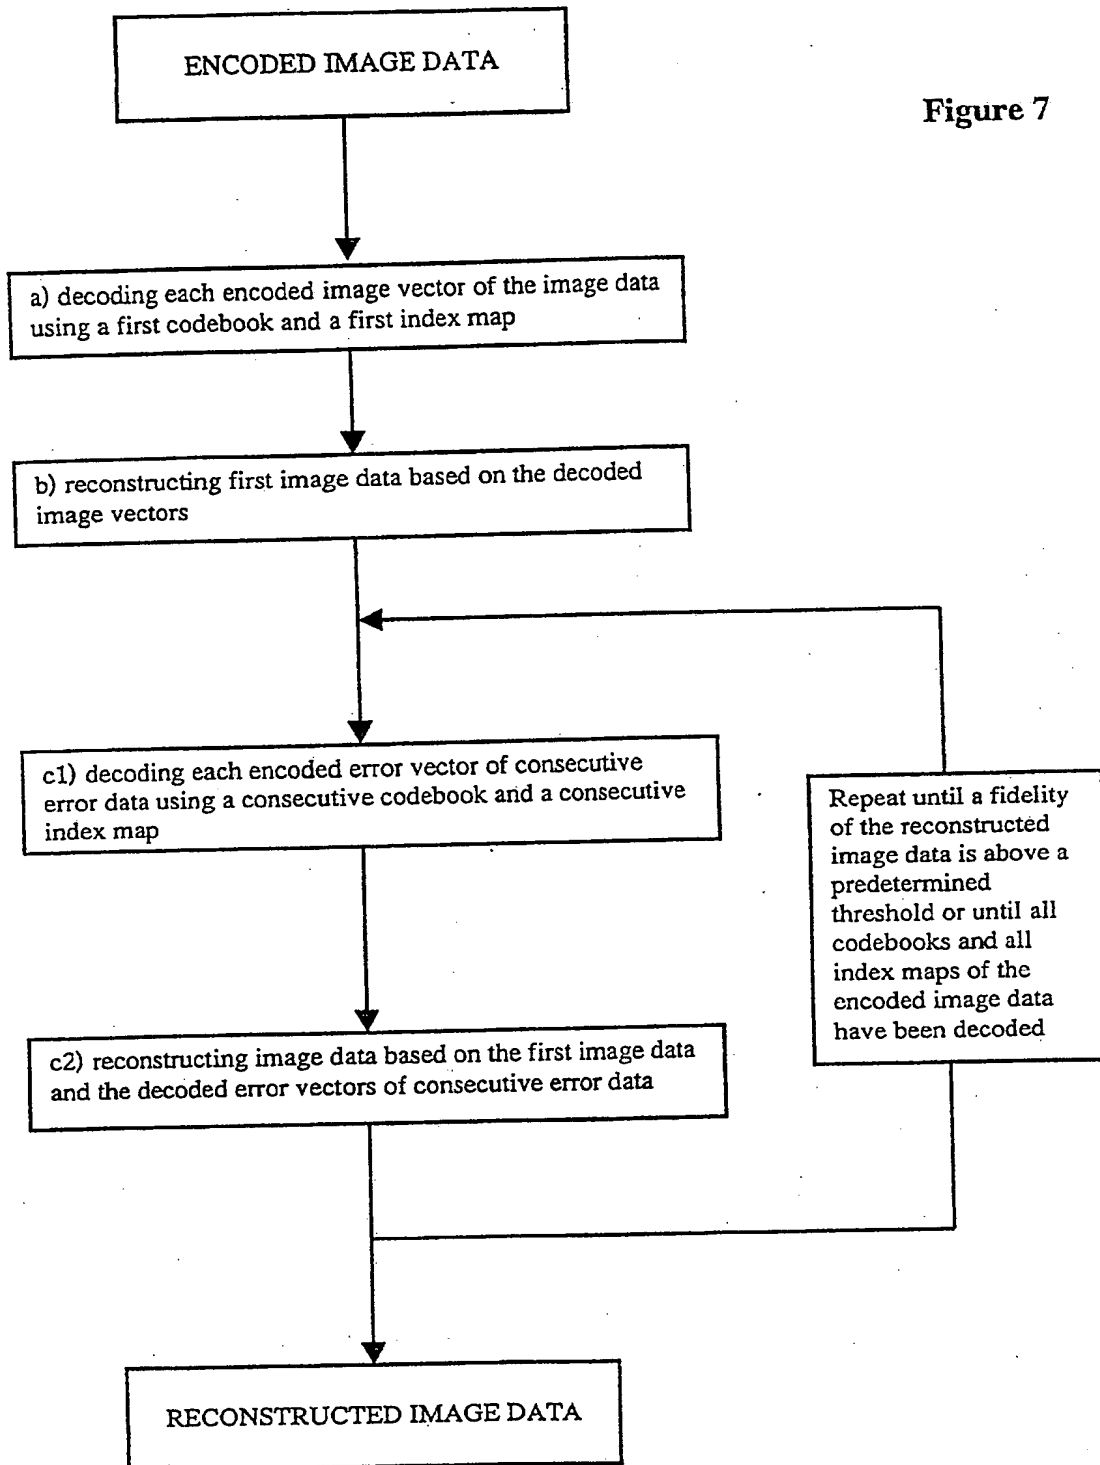 ENCODED IMAGE DATA
Figure 7
a) decoding each encoded image vector of the image data
using a first codebook and a first index map
b) reconstructing first image data based on the decoded
image vectors
c1) decoding each encoded error vector of consecutive
error data using a consecutive codebook and a consecutive
index map
Repeat until a fidelity
of the reconstructed
image data is above a
predetermined
threshold or until all
codebooks and all
index maps of the
encoded image data
have been decoded
c2) reconstructing image data based on the first image data
and the decoded error vectors of consecutive error data
RECONSTRUCTED IMAGE DATA